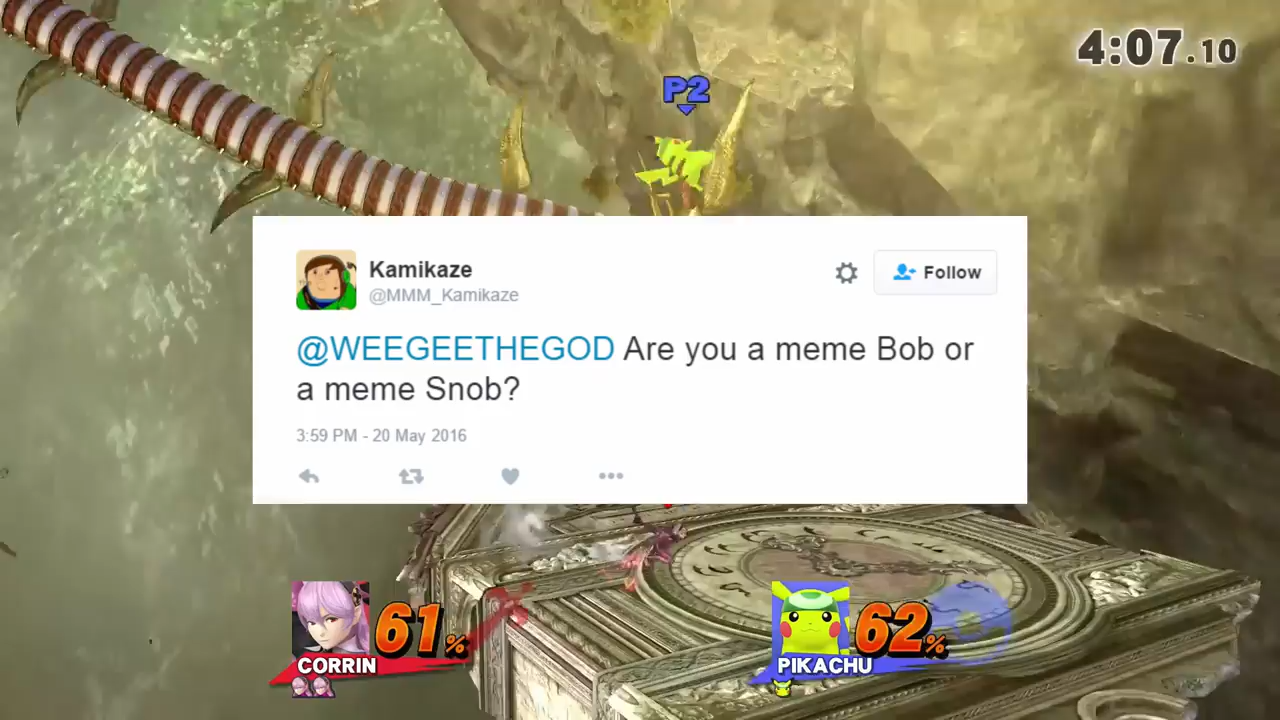 4:07.10
P2
Kamikaze
@MMM_Kamikaze
Follow
@WEEGEETHEGOD Are you a meme Bob or
a meme Snob?
3:59 PM - 20 May 2016
61%
62%
CORRIN
PIKACHU